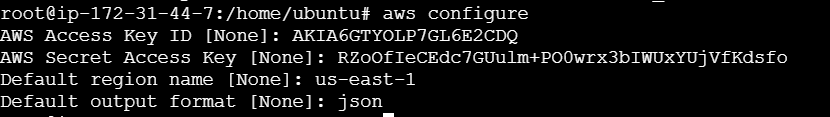 root@ip-172-31-44-7:/home/ubuntu# aws configure
AWS Access Key ID [None]: AKIA6GTYOLP7GL6E2CDQ
AWS Secret Access Key [None]: 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
Default region name [None]: us-east-1
Default output format [None]: json